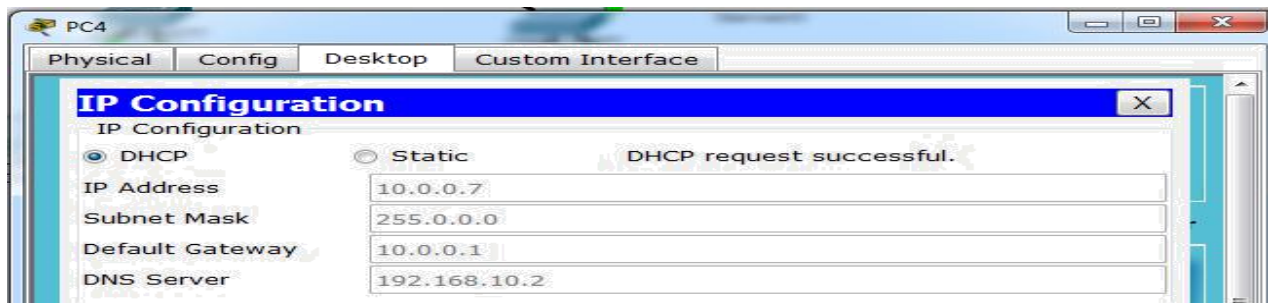 PC4
Physical Config Desktop Custom Interface
IP Configuration X
IP Configuration
DHCP Static DHCP request successful.
IP Address 10.0.0.7
Subnet Mask 255.0.0.0
Default Gateway 10.0.0.1
DNS Server 192.168.10.2